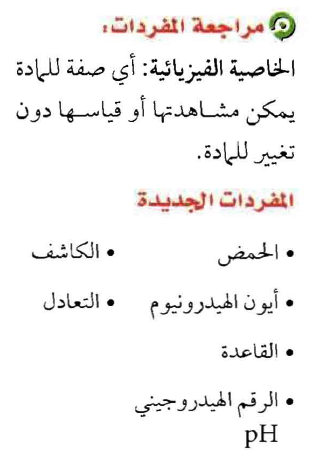 مراجعة المفردات:
الخاصية الفيزيائية: أي صفة للمادة
يمكن مشاهدتها أو قياسها دون
تغيير للمادة.
المفردات الجديدة
• الحمض • الكاشف
• أيون الهيدرونيوم • التعادل
• القاعدة
• الرقم الهيدروجيني
pH